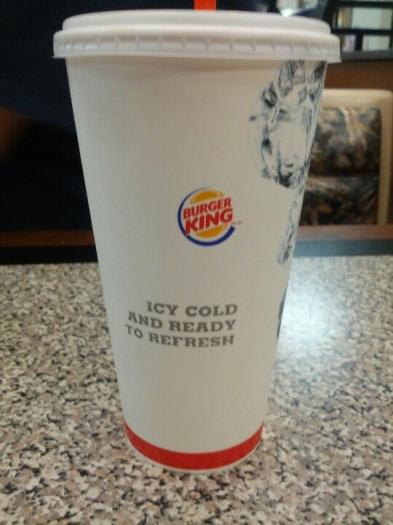 BURGER
KING
ICY COLD
AND READY
TO REFRESH